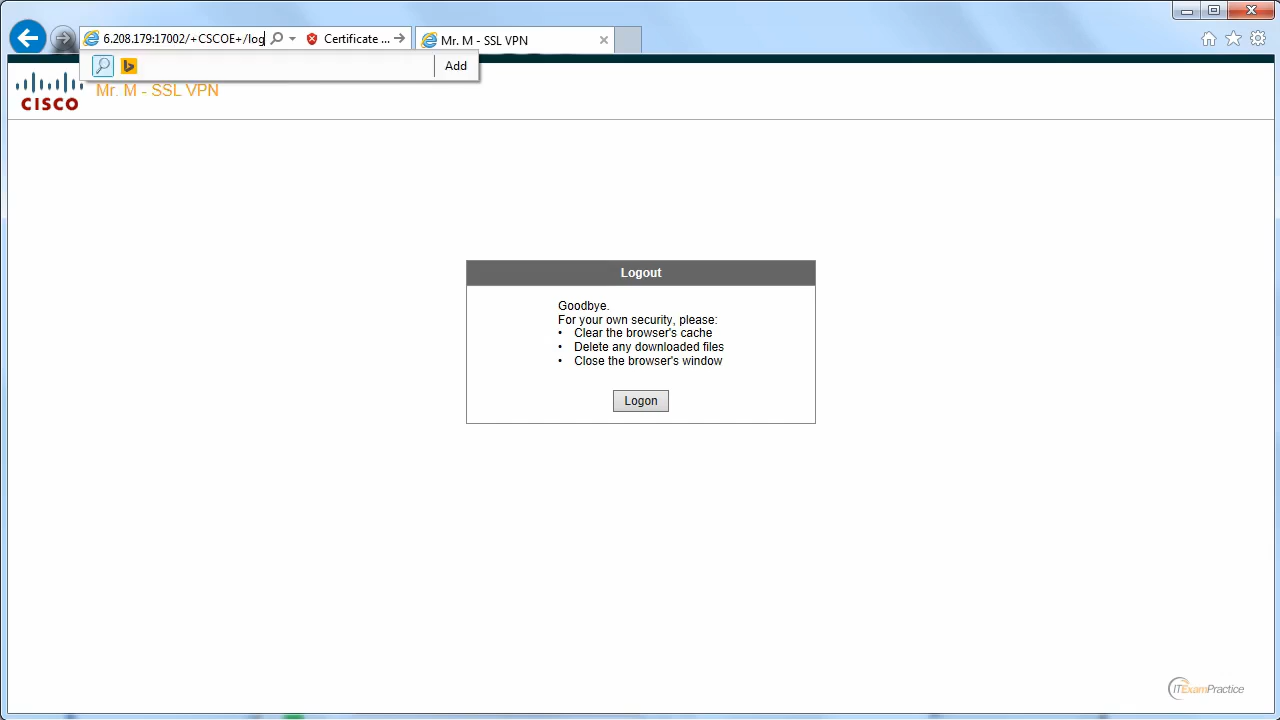 6.208.179:17002/+CSCOE+/log
Certificate ...
Mr. M - SSL VPN
Add
CISCO
Mr. M - SSL VPN
Logout
Goodbye.
For your own security, please:
• Clear the browser's cache
• Delete any downloaded files
• Close the browser's window
Logon
ITExamPractice